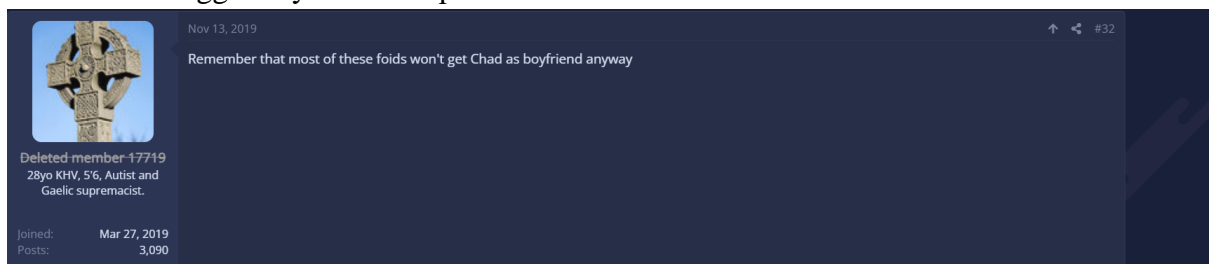 Nov 13, 2019
#32
Remember that most of these foids won't get Chad as boyfriend anyway
Deleted member 17719
28yo KHV, 5'6, Autist and
Gaelic supremacist.
Joined: Mar 27, 2019
Posts: 3,090